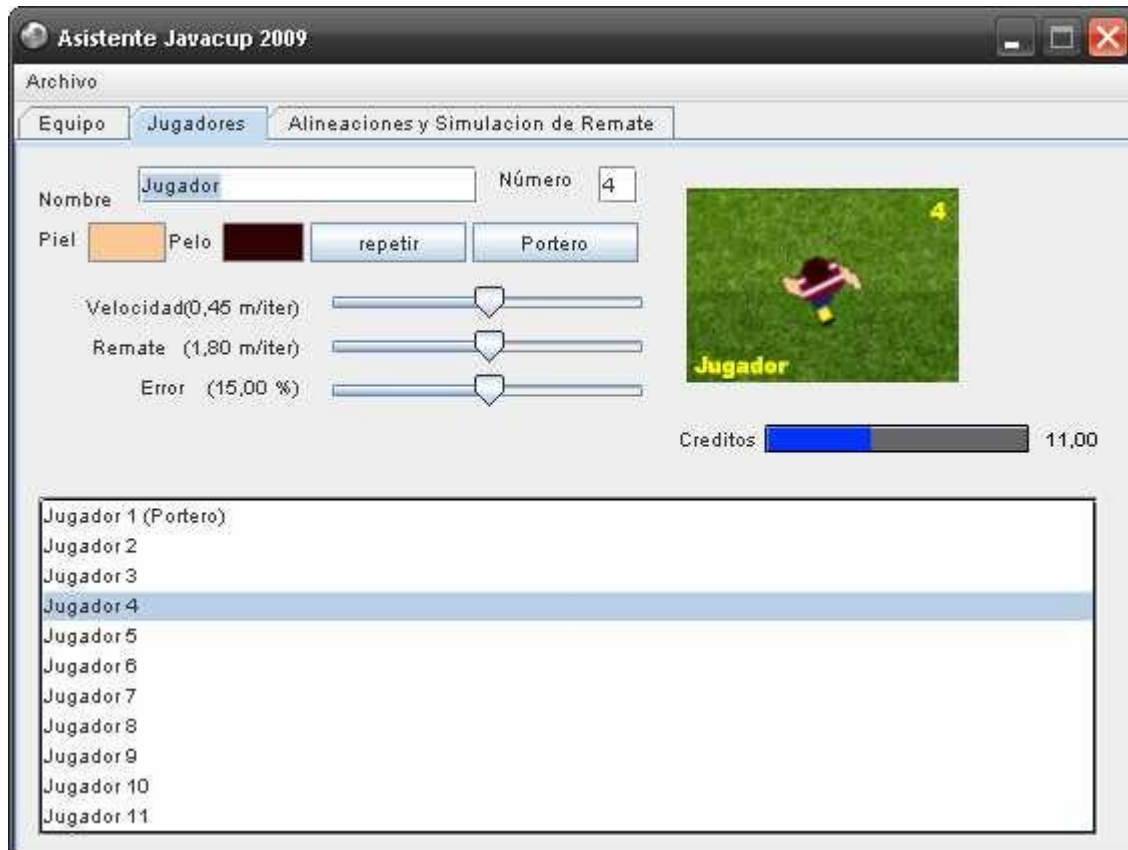 Asistente Javacup 2009
Archivo
Equipo Jugadores Alineaciones y Simulacion de Remate
Nombre Jugador Número 4
Piel Pelo repetir Portero
Velocidad(0,45 m/iter)
Remate (1,80 m/iter)
Error (15,00 %)
4
Jugador
Creditos 11,00
Jugador 1 (Portero)
Jugador 2
Jugador 3
Jugador 4
Jugador 5
Jugador 6
Jugador 7
Jugador 8
Jugador 9
Jugador 10
Jugador 11